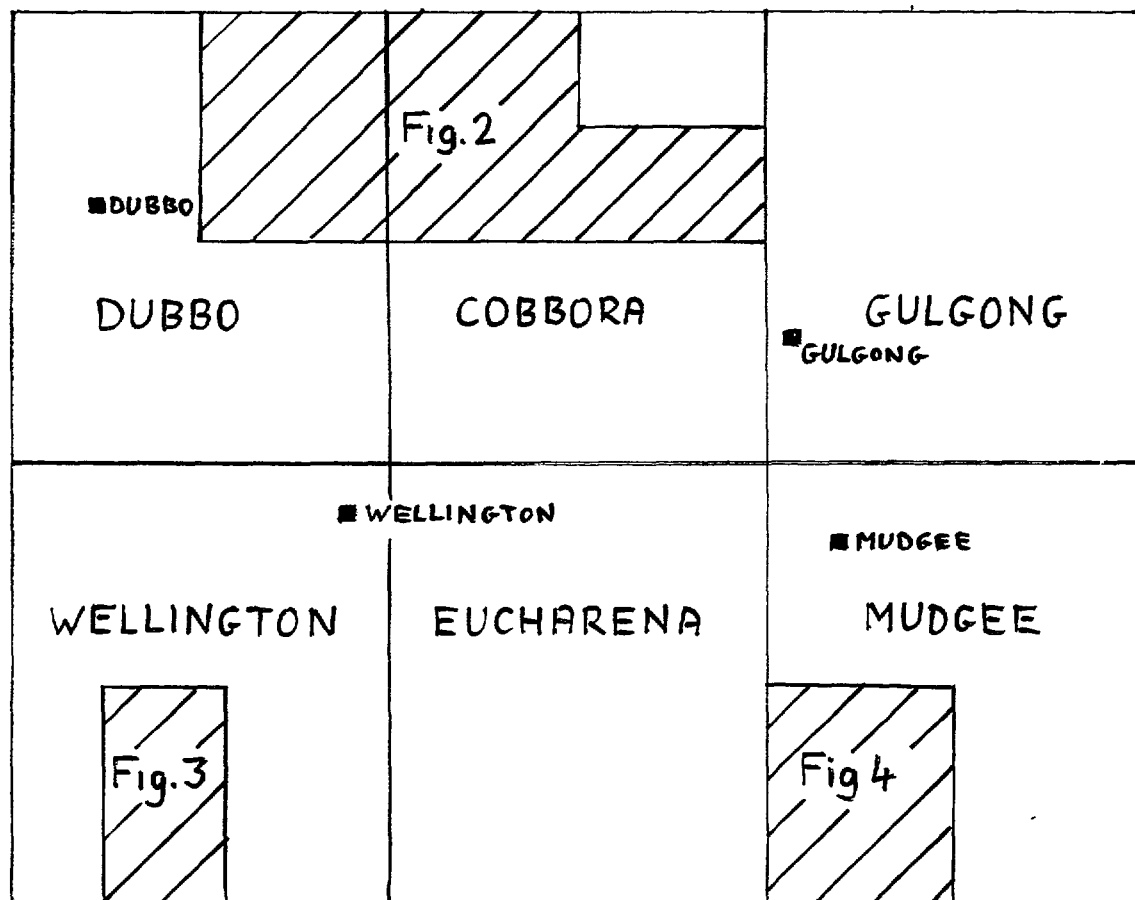 Fig.2
DUBBO
DUBBO
COBBORA
GULGONG
GULGONG
WELLINGTON
MUDGEE
WELLINGTON
EUCHARENA
MUDGEE
Fig.3
Fig 4